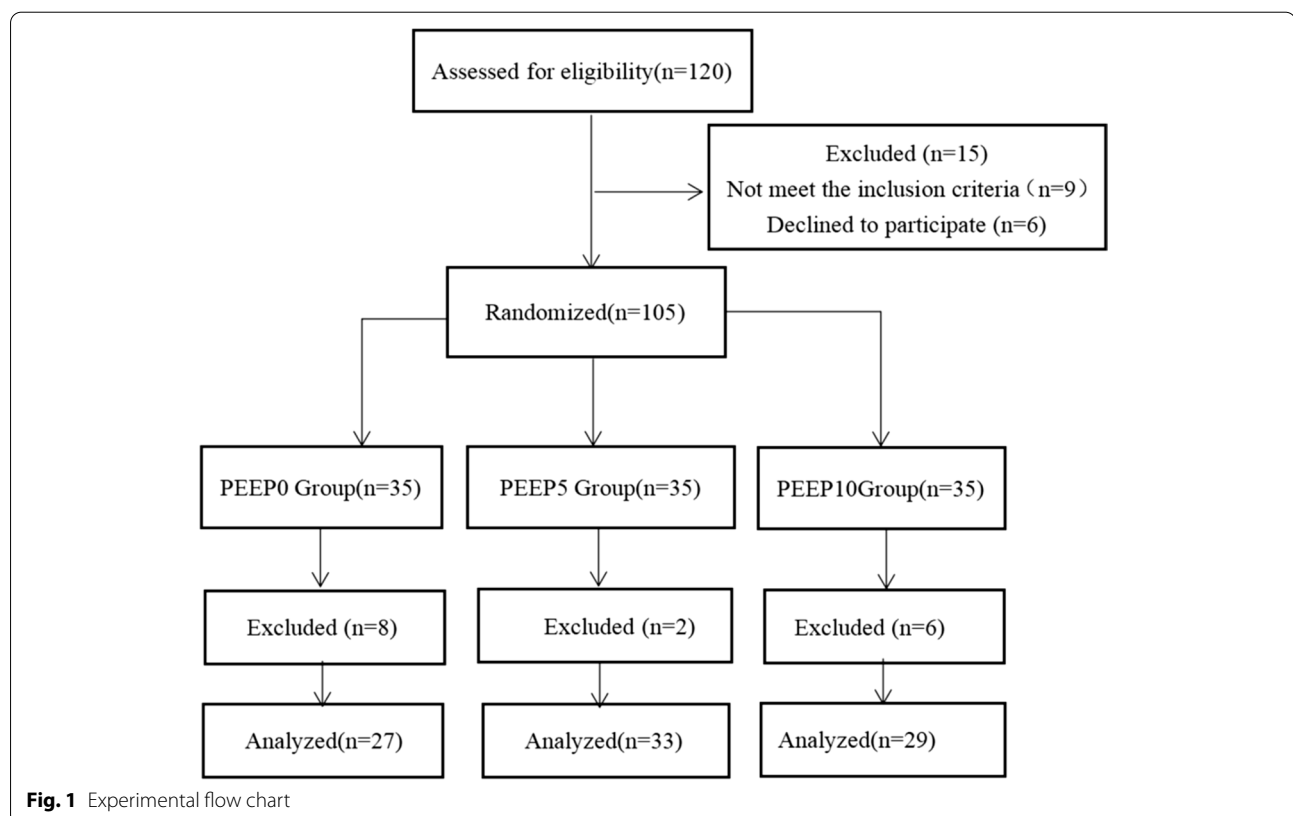 Assessed for eligibility(n=120)
Excluded (n=15)
Not meet the inclusion criteria（n=9）
Declined to participate (n=6)
Randomized(n=105)
PEEP0 Group(n=35)
PEEP5 Group(n=35)
PEEP10Group(n=35)
Excluded (n=8)
Excluded (n=2)
Excluded (n=6)
Analyzed(n=27)
Analyzed(n=33)
Analyzed(n=29)
Fig. 1 Experimental flow chart